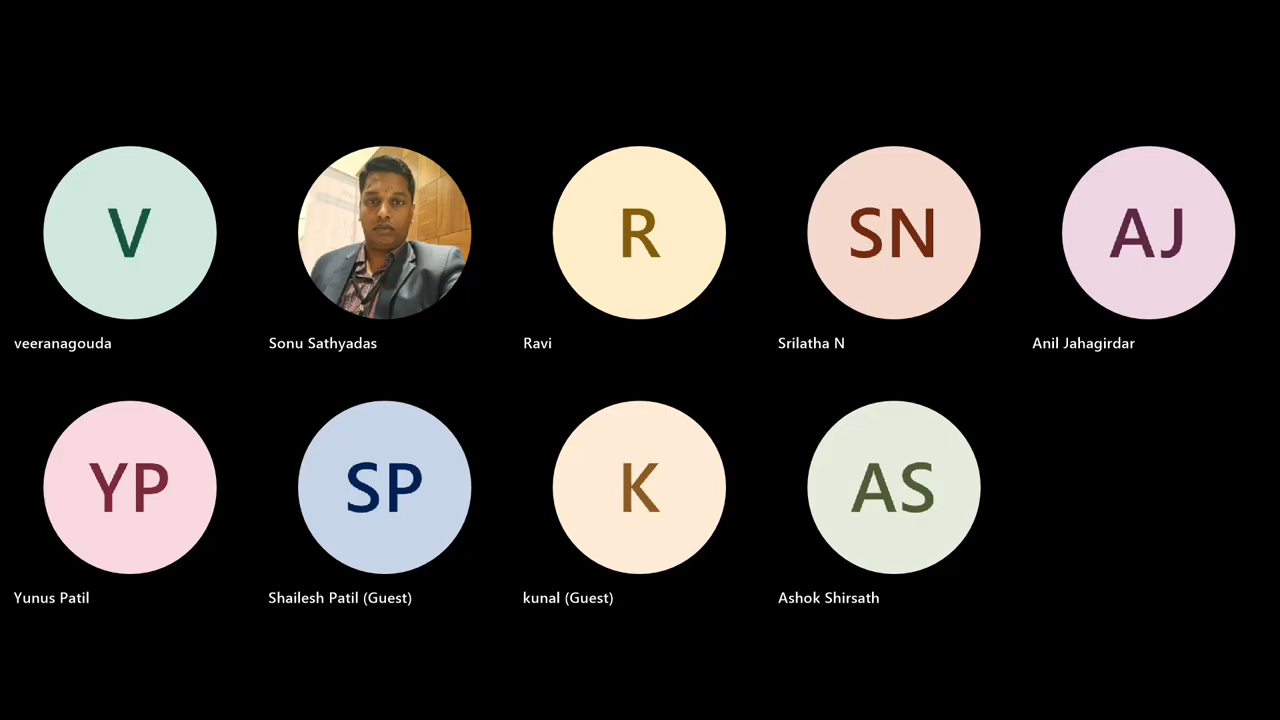 V
R
SN
AJ
veeranagouda
Sonu Sathyadas
Ravi
Srilatha N
Anil Jahagirdar
YP
SP
K
AS
Yunus Patil
Shailesh Patil (Guest)
kunal (Guest)
Ashok Shirsath